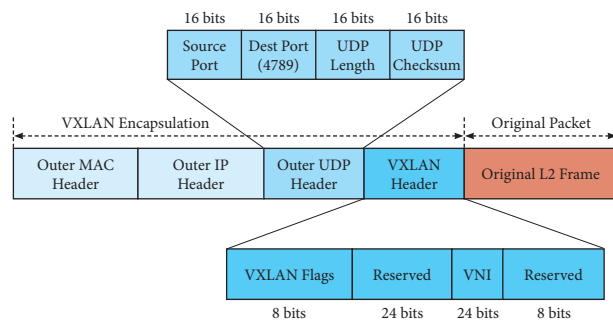 16 bits 16 bits 16 bits 16 bits
Source Port
Dest Port (4789)
UDP Length
UDP Checksum
VXLAN Encapsulation
Original Packet
Outer MAC Header
Outer IP Header
Outer UDP Header
VXLAN Header
Original L2 Frame
VXLAN Flags
Reserved
VNI
Reserved
8 bits 24 bits 24 bits 8 bits